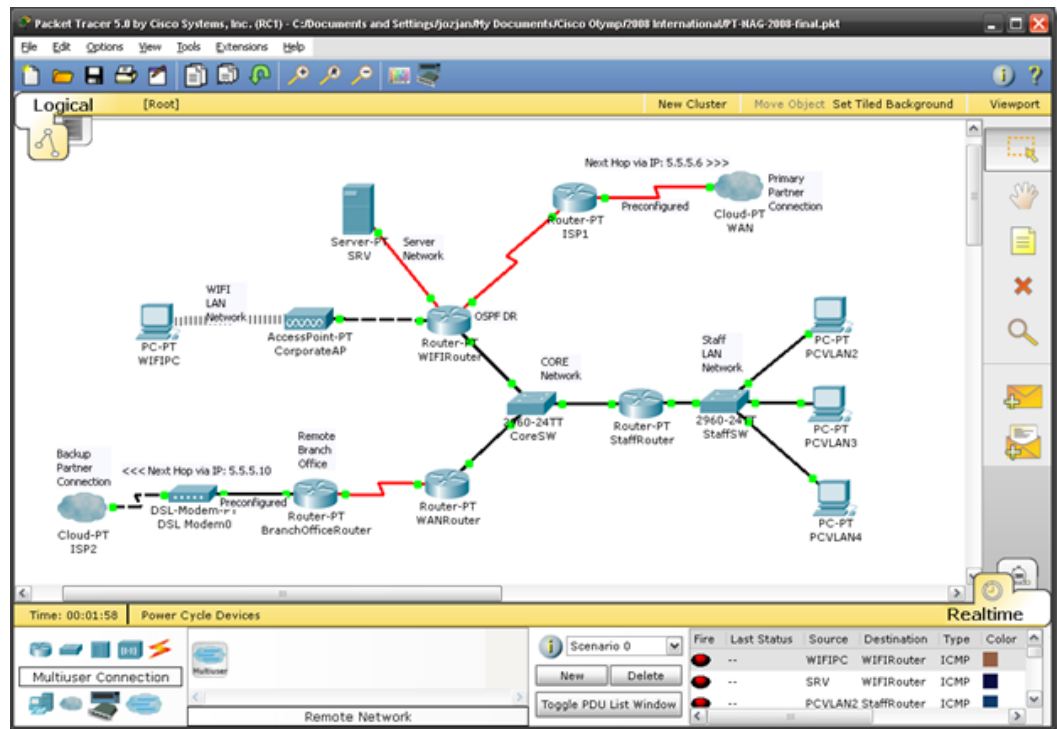 Packet Tracer 5.0 by Cisco Systems, Inc. (RC1) - C:/Documents and Settings/jozjan/My Documents/Cisco Olymp/2008 International/PT-NAG-2008-final.pkt
File Edit Options View Tools Extensions Help
Logical [Root] New Cluster Move Object Set Tiled Background Viewport
Next Hop via IP: 5.5.5.6 >>>
Primary
Partner
Connection
Preconfigured
Cloud-PT
WAN
Router-PT
ISP1
Server-PT
SRV
Server
Network
WIFI
LAN
Network
PC-PT
WIFIPC
AccessPoint-PT
CorporateAP
OSPF DR
Router-PT
WIFIRouter
CORE
Network
Staff
LAN
Network
PC-PT
PCVLAN2
2960-24TT
CoreSW
Router-PT
StaffRouter
2960-24TT
StaffSW
PC-PT
PCVLAN3
Remote
Branch
Office
Backup
Partner
Connection
<<< Next Hop via IP: 5.5.5.10
Preconfigured
DSL-Modem-PT
DSL Modem0
Router-PT
BranchOfficeRouter
Router-PT
WANRouter
Cloud-PT
ISP2
PC-PT
PCVLAN4
Time: 00:01:58 Power Cycle Devices Realtime
Multiuser Connection
Multiuser
Remote Network
Scenario 0
New Delete
Toggle PDU List Window
Fire Last Status Source Destination Type Color
-- WIFIPC WIFIRouter ICMP
-- SRV WIFIRouter ICMP
-- PCVLAN2 StaffRouter ICMP